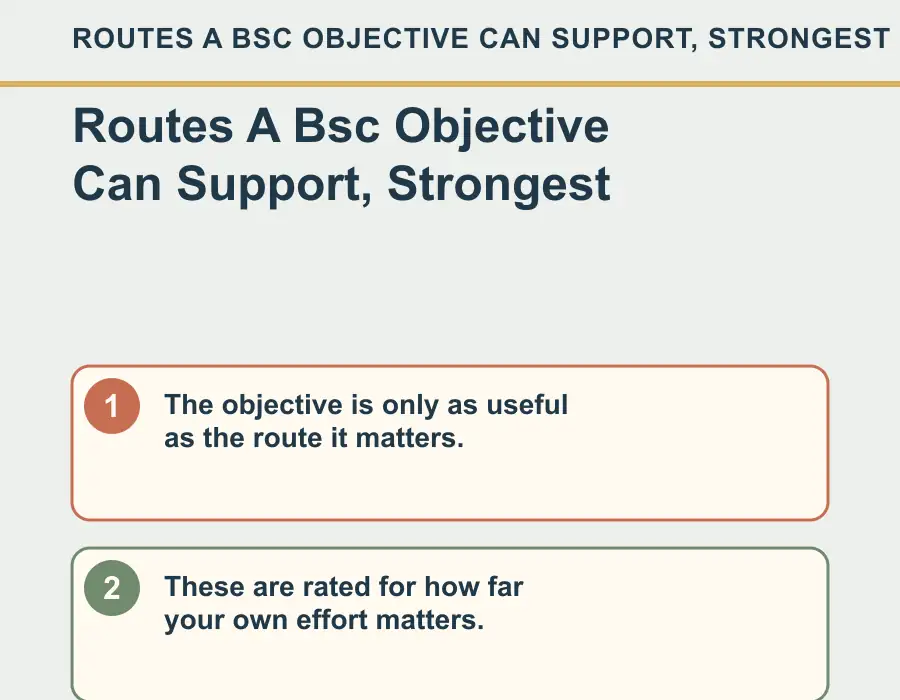 ROUTES A BSC OBJECTIVE CAN SUPPORT, STRONGEST
Routes A Bsc Objective
Can Support, Strongest
1
The objective is only as useful
as the route it matters.
2
These are rated for how far
your own effort matters.